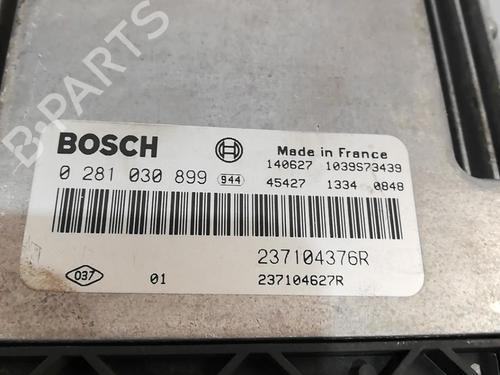 B-PARTS
BOSCH
Made in France
140627 1039S73439
0 281 030 899 944 45427 1334 0848
237104376R
037 01 237104627R